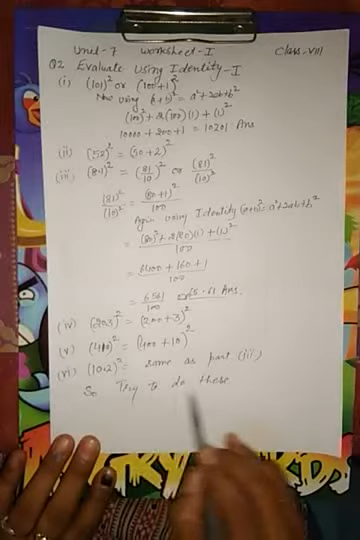 Unit-7 Worksheet-I Class-VIII
Q2 Evaluate Using Identity-I
(i) (101)² or (100+1)²
Now using (a+b)² = a²+2ab+b²
(100)² + 2(100)(1) + (1)²
10000 + 200 + 1 = 10201 Ans
(ii) (52)² = (50+2)²
(iii) (8.1)² = (81/10)² or (81)²/(10)²
(81)²/(10)² = (80+1)²/100
Again Using Identity (a+b)² = a²+2ab+b²
= (80)² + 2(80)(1) + (1)²/100
= 6400 + 160 + 1/100
= 6561/100 or 65.61 Ans.
(iv) (203)² = (200+3)²
(v) (410)² = (400+10)²
(vi) (10.2)² = same as part (iii)
So Try to do these